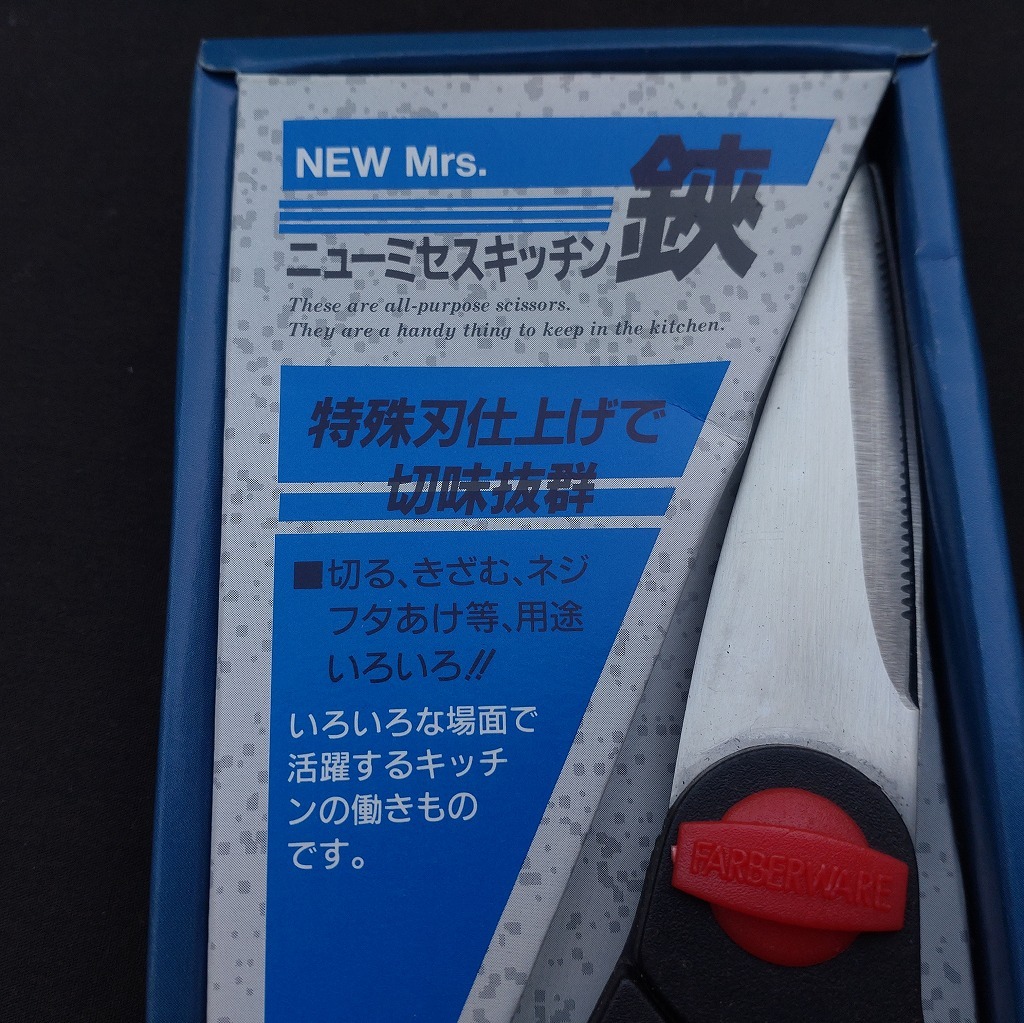 NEW Mrs.
ニューミセスキッチン鋏
These are all-purpose scissors.
They are a handy thing to keep in the kitchen.
特殊刃仕上げで
切味抜群
■切る、きざむ、ネジ
フタあけ等、用途
いろいろ!!
いろいろな場面で
活躍するキッチ
ンの働きもの
です。
FARBERWARE